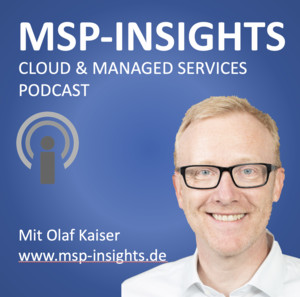 MSP-INSIGHTS
CLOUD & MANAGED SERVICES
PODCAST
Mit Olaf Kaiser
www.msp-insights.de